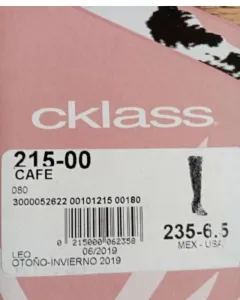 cklass
215-00
CAFE
080
3000052622 00101215 00180
0 215000 062358
235-6.5
MEX - USA
LEO
06/2019
OTOÑO-INVIERNO 2019